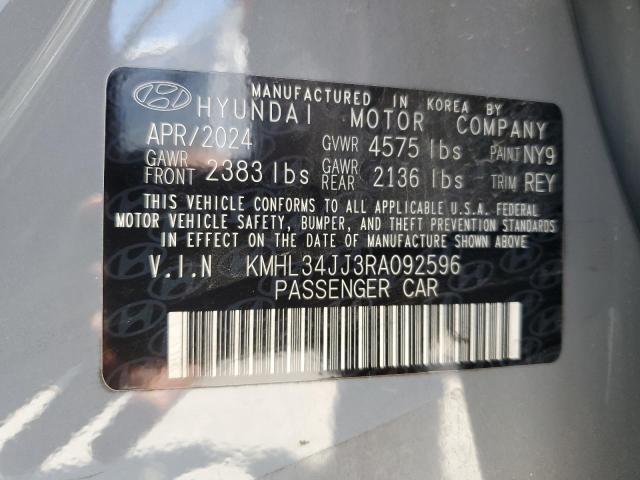 MANUFACTURED IN KOREA BY
HYUNDAI MOTOR COMPANY
APR/2024 GVWR 4575 lbs PAINT NY9
GAWR FRONT 2383 lbs GAWR REAR 2136 lbs TRIM REY
THIS VEHICLE CONFORMS TO ALL APPLICABLE U.S.A. FEDERAL
MOTOR VEHICLE SAFETY, BUMPER, AND THEFT PREVENTION STANDARDS
IN EFFECT ON THE DATE OF MANUFACTURE SHOWN ABOVE.
V.I.N KMHL34JJ3RA092596
PASSENGER CAR